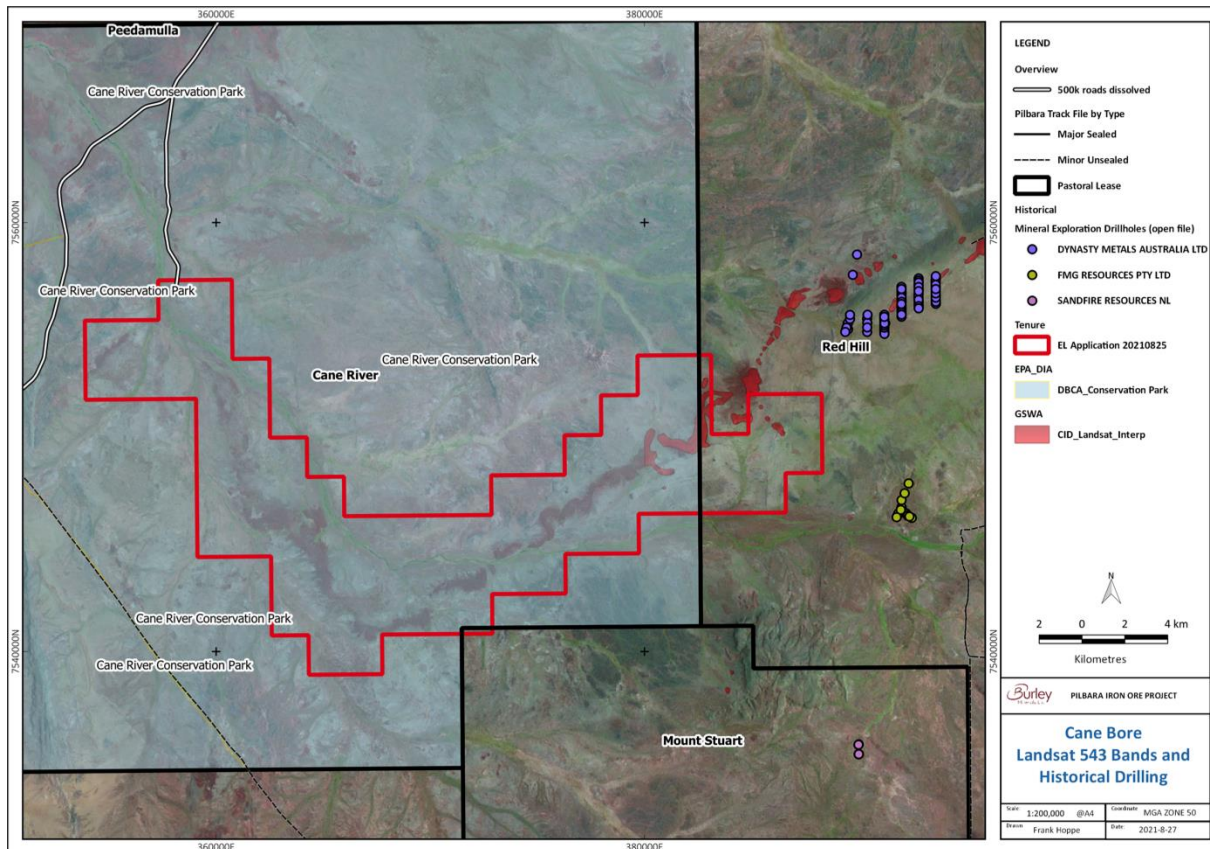 360000E
380000E
Peedamulla
Cane River Conservation Park
7560000N
7560000N
Cane River Conservation Park
Cane River Conservation Park
Cane River
Red Hill
Cane River Conservation Park
Cane River Conservation Park
7540000N
7540000N
Mount Stuart
360000E
380000E
LEGEND
Overview
500k roads dissolved
Pilbara Track File by Type
Major Sealed
Minor Unsealed
Pastoral Lease
Historical
Mineral Exploration Drillholes (open file)
DYNASTY METALS AUSTRALIA LTD
FMG RESOURCES PTY LTD
SANDFIRE RESOURCES NL
Tenure
EL Application 20210825
EPA_DIA
DBCA_Conservation Park
GSWA
CID_Landsat_Interp
N
2 0 2 4 km
Kilometres
Burley
PILBARA IRON ORE PROJECT
Cane Bore
Landsat 543 Bands and
Historical Drilling
Scale 1:200,000 @A4 Coordinate MGA ZONE 50
Drawn Frank Hoppe Date 2021-8-27